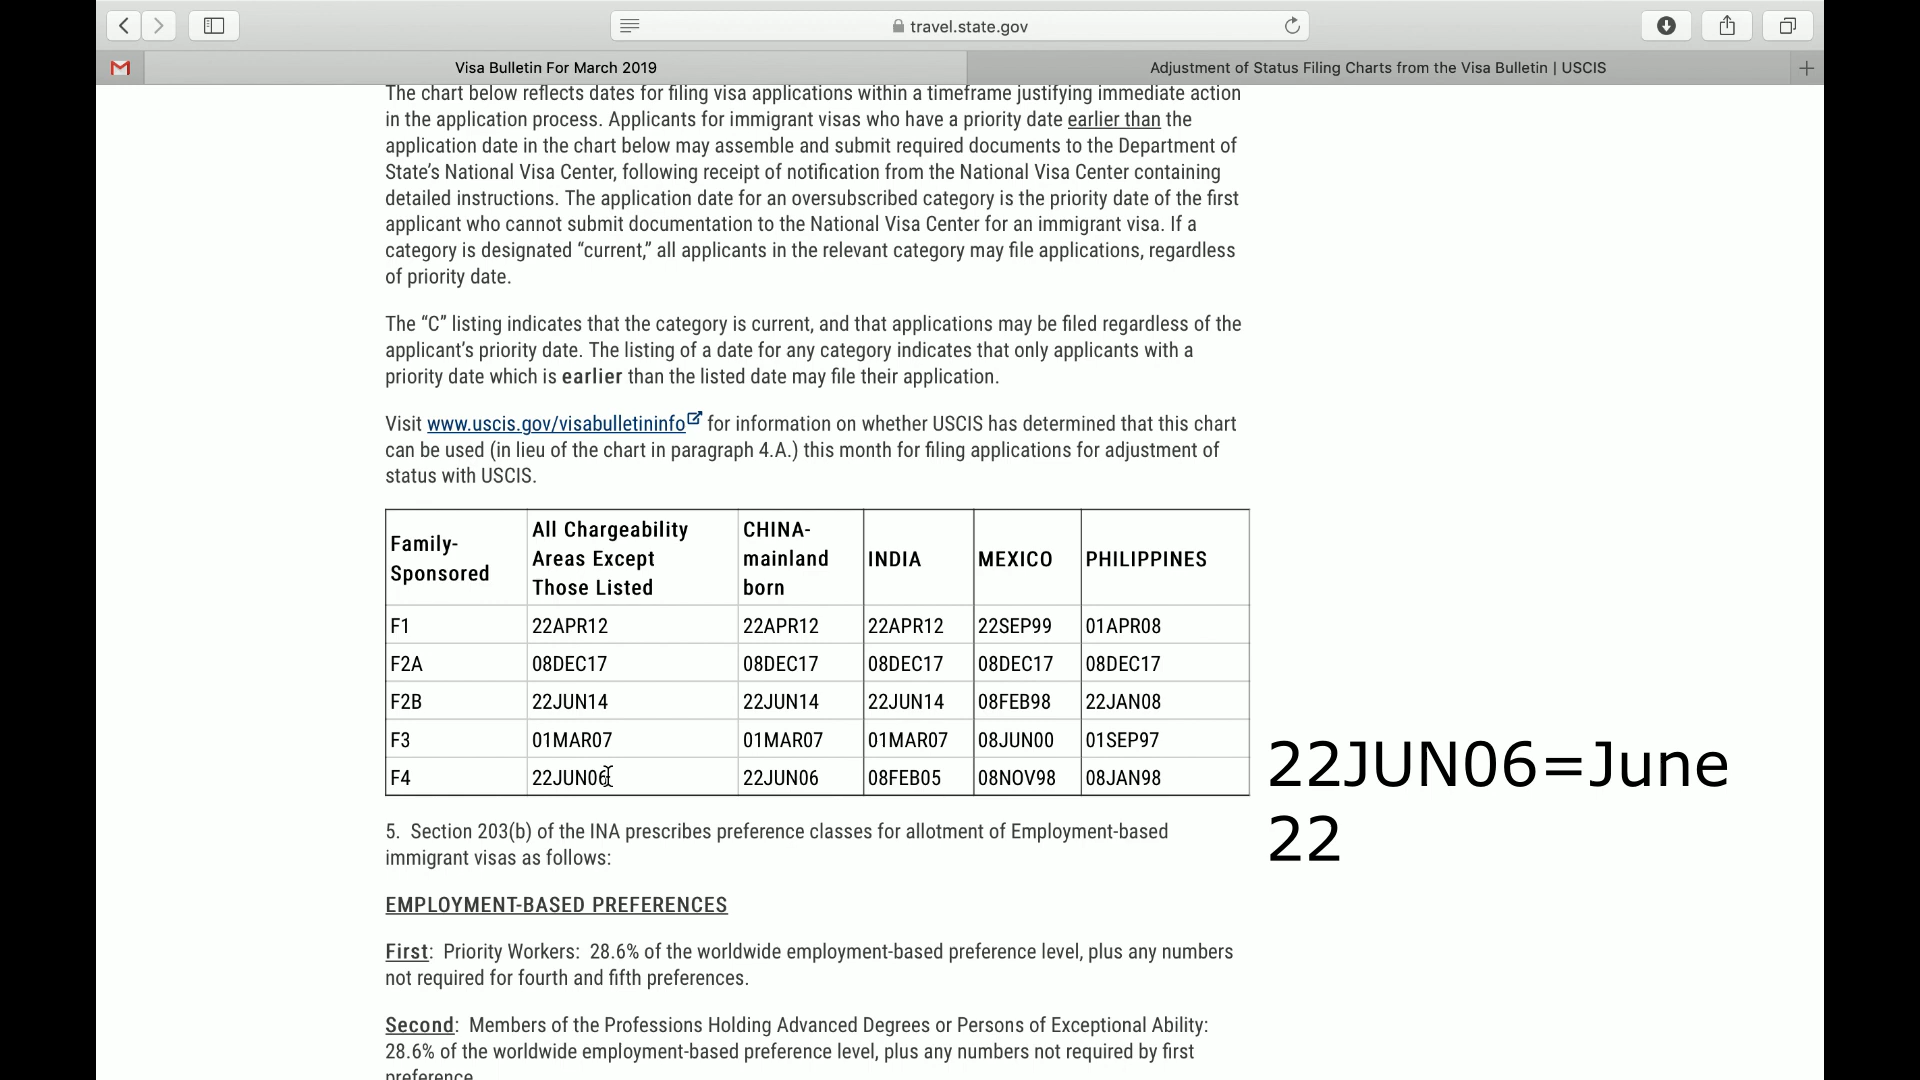 travel.state.gov
Visa Bulletin For March 2019
Adjustment of Status Filing Charts from the Visa Bulletin | USCIS
The chart below reflects dates for filing visa applications within a timeframe justifying immediate action
in the application process. Applicants for immigrant visas who have a priority date earlier than the
application date in the chart below may assemble and submit required documents to the Department of
State's National Visa Center, following receipt of notification from the National Visa Center containing
detailed instructions. The application date for an oversubscribed category is the priority date of the first
applicant who cannot submit documentation to the National Visa Center for an immigrant visa. If a
category is designated “current,” all applicants in the relevant category may file applications, regardless
of priority date.
The “C” listing indicates that the category is current, and that applications may be filed regardless of the
applicant's priority date. The listing of a date for any category indicates that only applicants with a
priority date which is earlier than the listed date may file their application.
Visit www.uscis.gov/visabulletininfo for information on whether USCIS has determined that this chart
can be used (in lieu of the chart in paragraph 4.A.) this month for filing applications for adjustment of
status with USCIS.
Family-
Sponsored
All Chargeability
Areas Except
Those Listed
CHINA-
mainland
born
INDIA
MEXICO
PHILIPPINES
F1 22APR12 22APR12 22APR12 22SEP99 01APR08
F2A 08DEC17 08DEC17 08DEC17 08DEC17 08DEC17
F2B 22JUN14 22JUN14 22JUN14 08FEB98 22JAN08
F3 01MAR07 01MAR07 01MAR07 08JUN00 01SEP97
F4 22JUN06 22JUN06 08FEB05 08NOV98 08JAN98
22JUN06=June
22
5. Section 203(b) of the INA prescribes preference classes for allotment of Employment-based
immigrant visas as follows:
EMPLOYMENT-BASED PREFERENCES
First: Priority Workers: 28.6% of the worldwide employment-based preference level, plus any numbers
not required for fourth and fifth preferences.
Second: Members of the Professions Holding Advanced Degrees or Persons of Exceptional Ability:
28.6% of the worldwide employment-based preference level, plus any numbers not required by first
preference